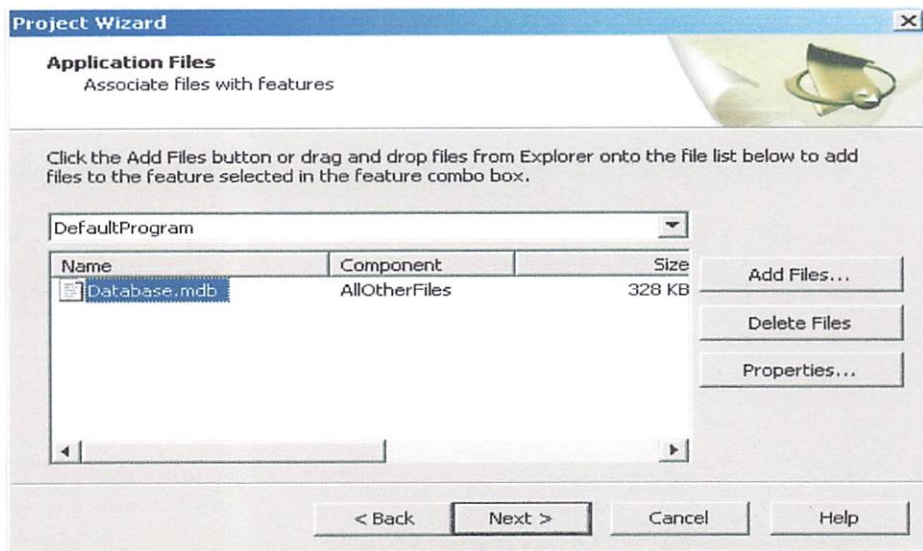 Project Wizard
Application Files
Associate files with features
Click the Add Files button or drag and drop files from Explorer onto the file list below to add
files to the feature selected in the feature combo box.
DefaultProgram
Name Component Size
Database.mdb AllOtherFiles 328 KB
Add Files...
Delete Files
Properties...
< Back Next > Cancel Help